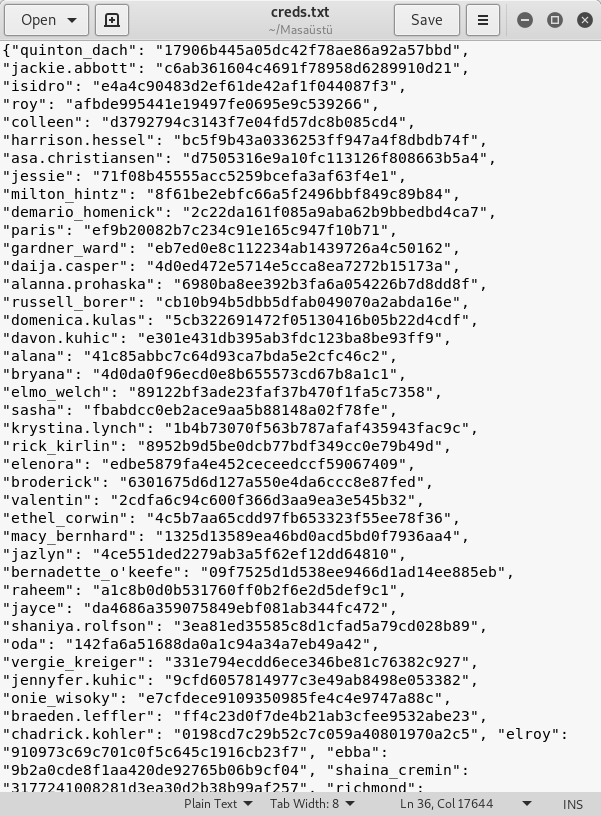 Open
creds.txt
~/Masaüstü
Save
{"quinton_dach": "17906b445a05dc42f78ae86a92a57bbd",
"jackie.abbott": "c6ab361604c4691f78958d6289910d21",
"isidro": "e4a4c90483d2ef61de42af1f044087f3",
"roy": "afbde995441e19497fe0695e9c539266",
"colleen": "d3792794c3143f7e04fd57dc8b085cd4",
"harrison.hessel": "bc5f9b43a0336253ff947a4f8dbdb74f",
"asa.christiansen": "d7505316e9a10fc113126f808663b5a4",
"jessie": "71f08b45555acc5259bcefa3af63f4e1",
"milton_hintz": "8f61be2ebfc66a5f2496bbf849c89b84",
"demario_homenick": "2c22da161f085a9aba62b9bbedbd4ca7",
"paris": "ef9b20082b7c234c91e165c947f10b71",
"gardner_ward": "eb7ed0e8c112234ab1439726a4c50162",
"daija.casper": "4d0ed472e5714e5cca8ea7272b15173a",
"alanna.prohaska": "6980ba8ee392b3fa6a054226b7d8dd8f",
"russell_borer": "cb10b94b5dbb5dfab049070a2abda16e",
"domenica.kulas": "5cb322691472f05130416b05b22d4cdf",
"davon.kuhic": "e301e431db395ab3fdc123ba8be93ff9",
"alana": "41c85abbc7c64d93ca7bda5e2cfc46c2",
"bryana": "4d0da0f96ecd0e8b655573cd67b8a1c1",
"elmo_welch": "89122bf3ade23faf37b470f1fa5c7358",
"sasha": "fbabdcc0eb2ace9aa5b88148a02f78fe",
"krystina.lynch": "1b4b73070f563b787afaf435943fac9c",
"rick_kirlin": "8952b9d5be0dcb77bdf349cc0e79b49d",
"elenora": "edbe5879fa4e452ceceedccf59067409",
"broderick": "6301675d6d127a550e4da6ccc8e87fed",
"valentin": "2cdfa6c94c600f366d3aa9ea3e545b32",
"ethel_corwin": "4c5b7aa65cdd97fb653323f55ee78f36",
"macy_bernhard": "1325d13589ea46bd0acd5bd0f7936aa4",
"jazlyn": "4ce551ded2279ab3a5f62ef12dd64810",
"bernadette_o'keefe": "09f7525d1d538ee9466d1ad14ee885eb",
"raheem": "a1c8b0d0b531760ff0b2f6e2d5def9c1",
"jayce": "da4686a359075849ebf081ab344fc472",
"shaniya.rolfson": "3ea81ed35585c8d1cfad5a79cd028b89",
"oda": "142fa6a51688da0a1c94a34a7eb49a42",
"vergie_kreiger": "331e794ecdd6ece346be81c76382c927",
"jennyfer.kuhic": "9cfd6057814977c3e49ab8498e053382",
"onie_wisoky": "e7cfdece9109350985fe4c4e9747a88c",
"braeden.leffler": "ff4c23d0f7de4b21ab3cfee9532abe23",
"chadrick.kohler": "0198cd7c29b52c7c059a40801970a2c5", "elroy":
"910973c69c701c0f5c645c1916cb23f7", "ebba":
"9b2a0cde8f1aa420de92765b06b9cf04", "shaina_cremin":
"3177241008281d3ea30d2b38b99af257", "richmond":
Plain Text
Tab Width: 8
Ln 36, Col 17644
INS